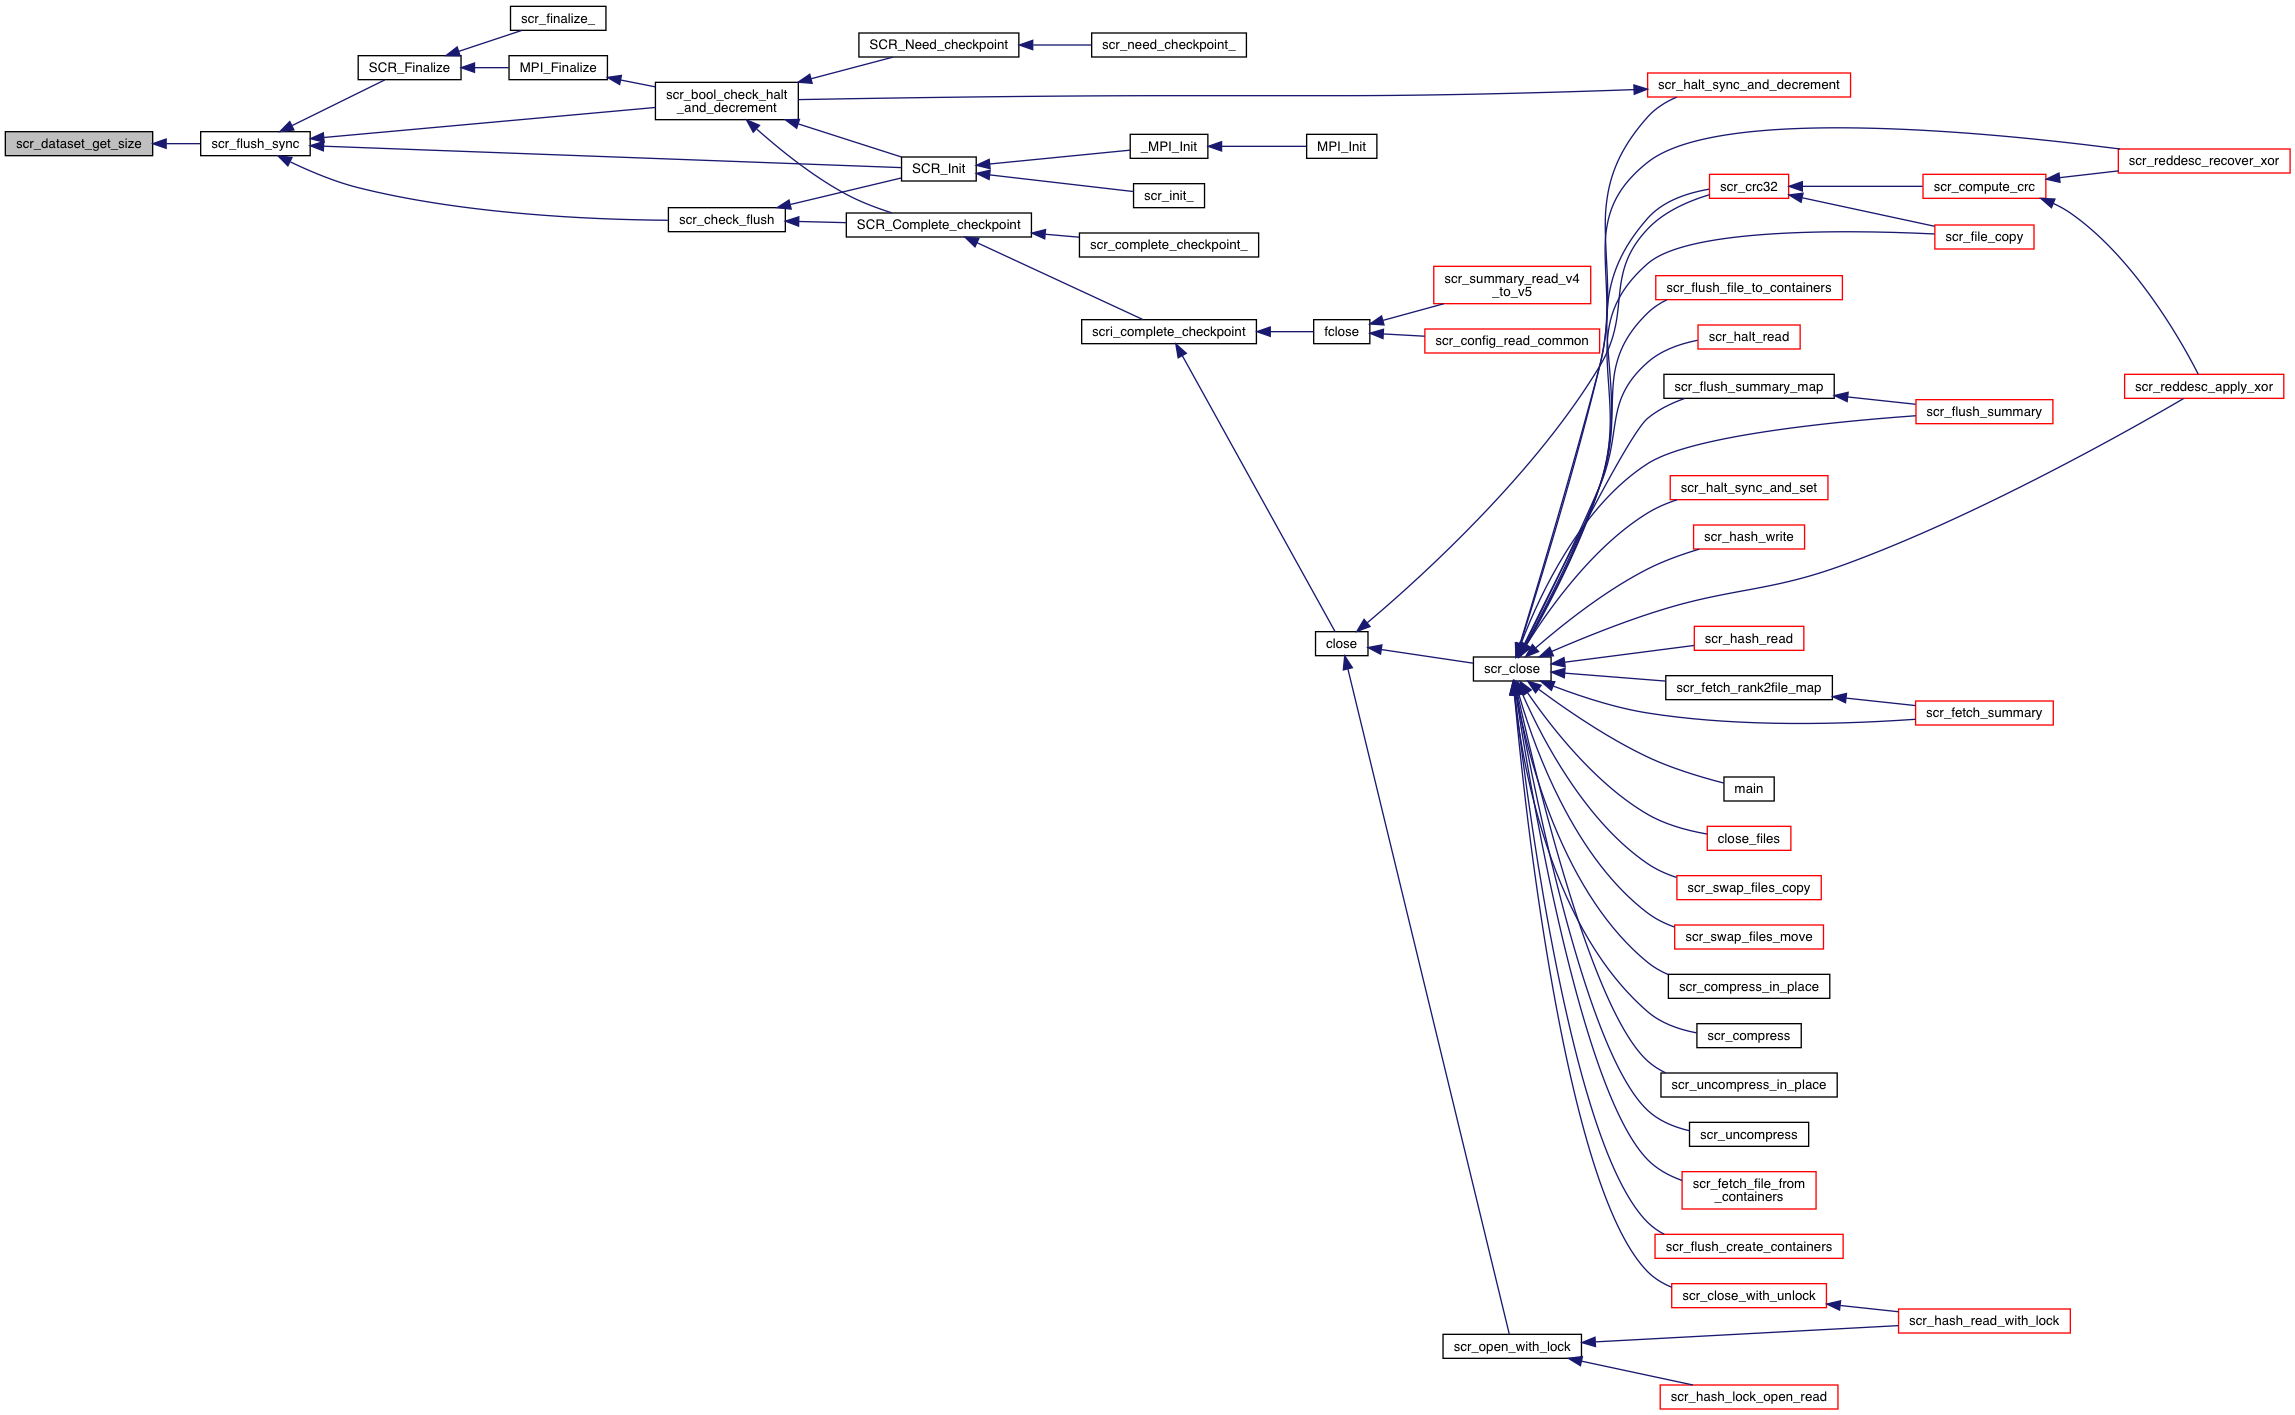 scr_finalize_
SCR_Finalize
MPI_Finalize
SCR_Need_checkpoint
scr_need_checkpoint_
scr_bool_check_halt
_and_decrement
scr_halt_sync_and_decrement
scr_dataset_get_size
scr_flush_sync
SCR_Init
_MPI_Init
MPI_Init
scr_init_
scr_check_flush
SCR_Complete_checkpoint
scr_complete_checkpoint_
scr_reddesc_recover_xor
scr_crc32
scr_compute_crc
scr_file_copy
scr_summary_read_v4
_to_v5
scr_flush_file_to_containers
scri_complete_checkpoint
fclose
scr_config_read_common
scr_halt_read
scr_flush_summary_map
scr_reddesc_apply_xor
scr_flush_summary
scr_halt_sync_and_set
scr_hash_write
close
scr_close
scr_hash_read
scr_fetch_rank2file_map
scr_fetch_summary
main
close_files
scr_swap_files_copy
scr_swap_files_move
scr_compress_in_place
scr_compress
scr_uncompress_in_place
scr_uncompress
scr_fetch_file_from
_containers
scr_flush_create_containers
scr_close_with_unlock
scr_hash_read_with_lock
scr_open_with_lock
scr_hash_lock_open_read